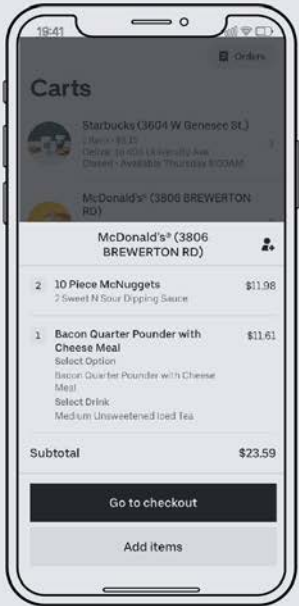 19:41
Orders
Carts
Starbucks (3604 W Genesee St.)
Closed • Available Thursday 5:00AM
McDonald's® (3806 BREWERTON
RD)
McDonald's® (3806
BREWERTON RD)
2 10 Piece McNuggets $11.98
2 Sweet N Sour Dipping Sauce
1 Bacon Quarter Pounder with $11.61
Cheese Meal
Select Option
Bacon Quarter Pounder with Cheese
Meal
Select Drink
Medium Unsweetened Iced Tea
Subtotal $23.59
Go to checkout
Add items